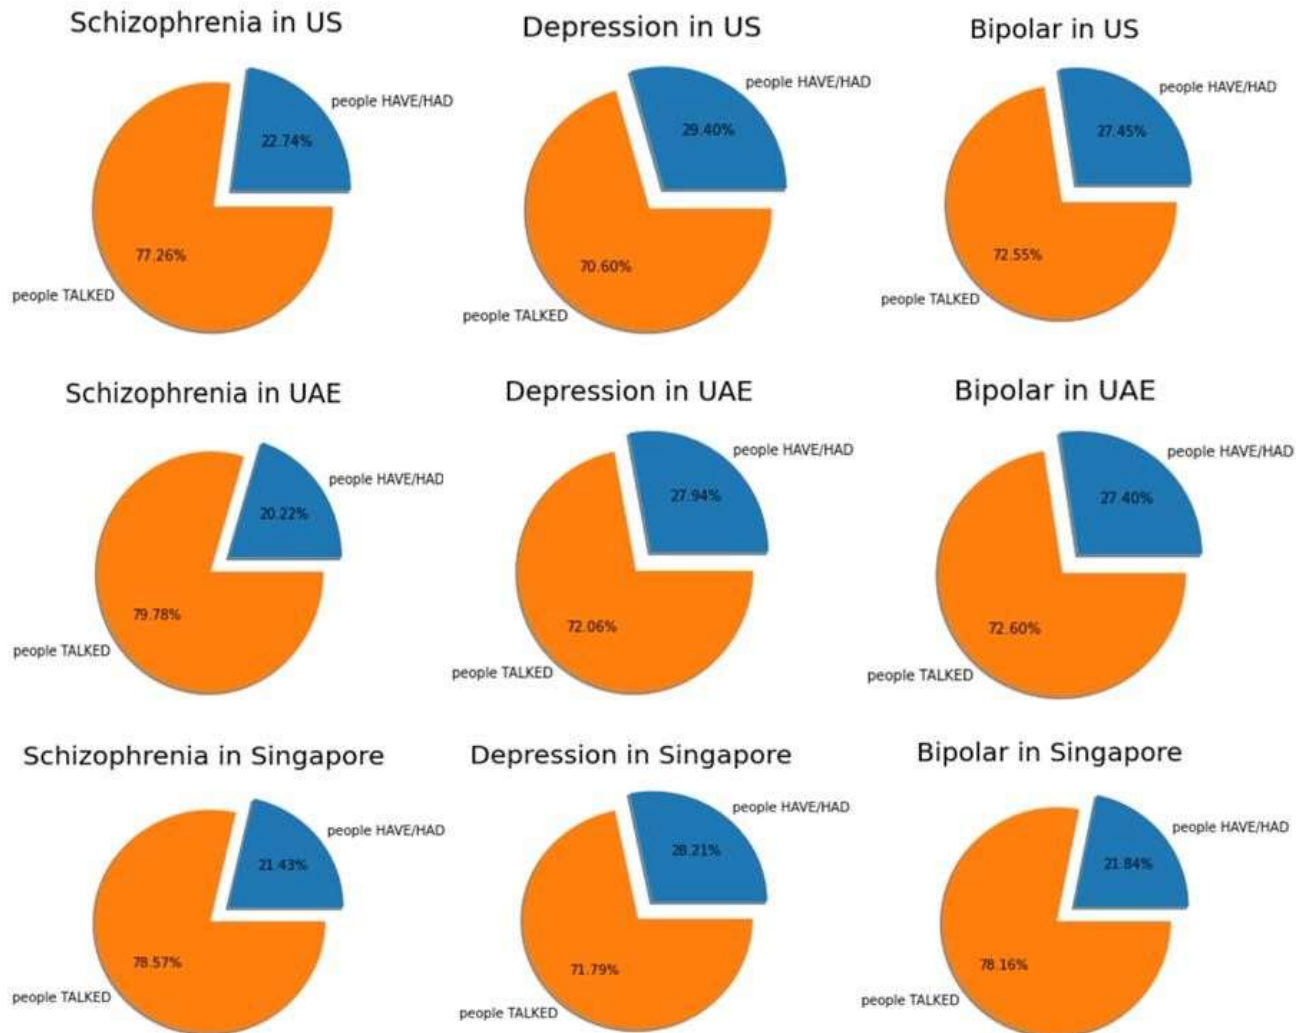 Schizophrenia in US
people HAVE/HAD
22.74%
77.26%
people TALKED
Depression in US
people HAVE/HAD
29.40%
70.60%
people TALKED
Bipolar in US
people HAVE/HAD
27.45%
72.55%
people TALKED
Schizophrenia in UAE
people HAVE/HAD
20.22%
79.78%
people TALKED
Depression in UAE
people HAVE/HAD
27.94%
72.06%
people TALKED
Bipolar in UAE
people HAVE/HAD
27.40%
72.60%
people TALKED
Schizophrenia in Singapore
people HAVE/HAD
21.43%
78.57%
people TALKED
Depression in Singapore
people HAVE/HAD
28.21%
71.79%
people TALKED
Bipolar in Singapore
people HAVE/HAD
21.84%
78.16%
people TALKED